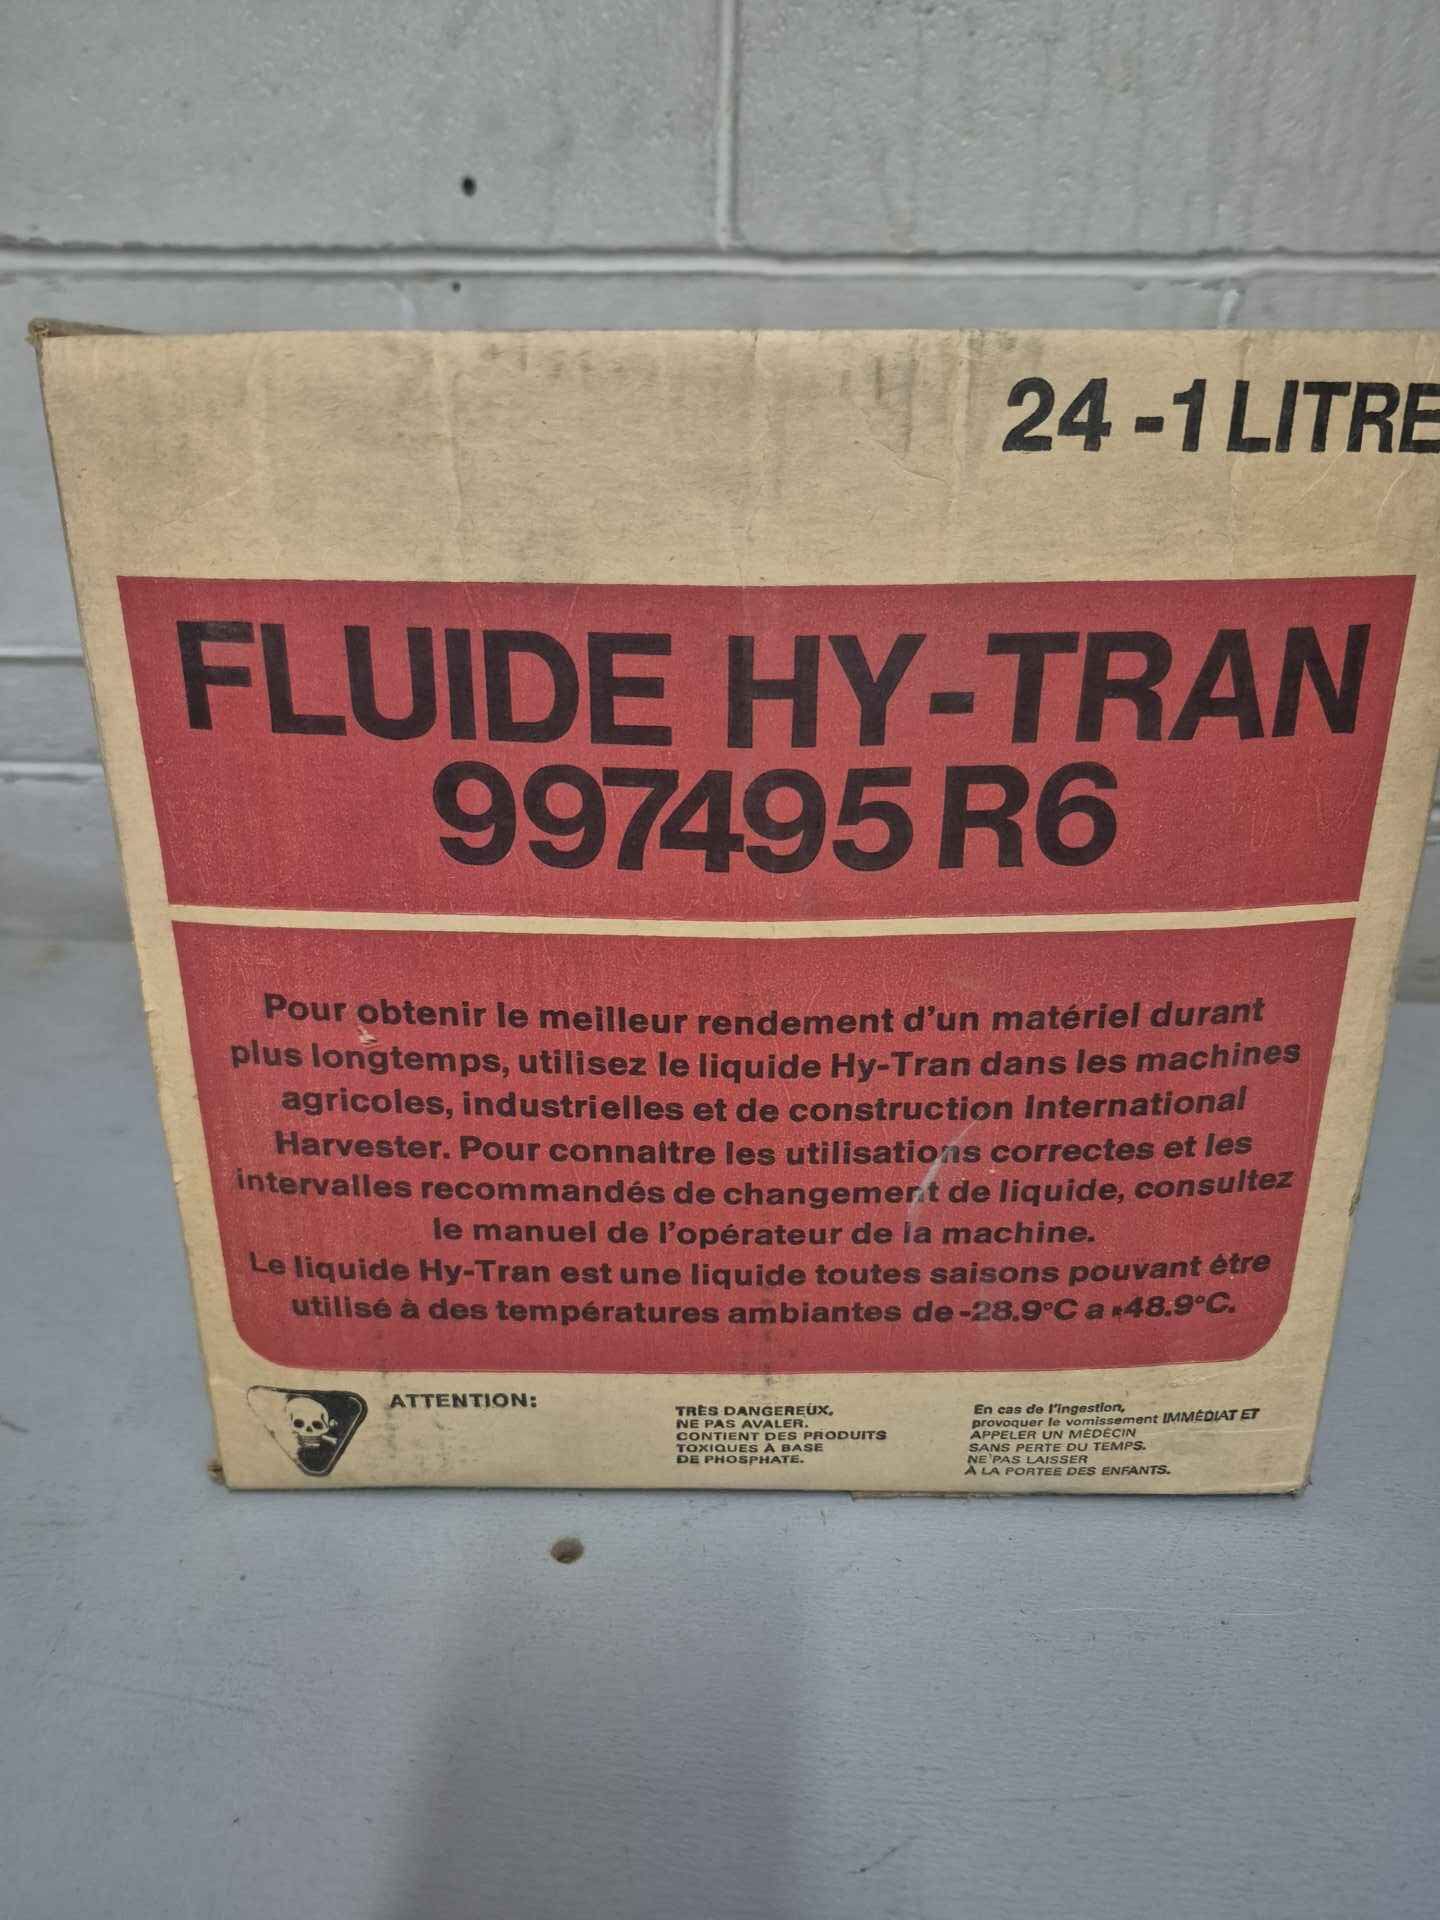 24 - 1 LITRE
FLUIDE HY-TRAN
997495 R6
Pour obtenir le meilleur rendement d'un matériel durant
plus longtemps, utilisez le liquide Hy-Tran dans les machines
agricoles, industrielles et de construction International
Harvester. Pour connaître les utilisations correctes et les
intervalles recommandés de changement de liquide, consultez
le manuel de l'opérateur de la machine.
Le liquide Hy-Tran est une liquide toutes saisons pouvant être
utilisé à des températures ambiantes de -28.9°C a 48.9°C.
ATTENTION:
TRÈS DANGEREUX,
NE PAS AVALER.
CONTIENT DES PRODUITS
TOXIQUES À BASE
DE PHOSPHATE.
En cas de l'ingestion,
provoquer le vomissement IMMÉDIAT ET
APPELER UN MÉDECIN
SANS PERTE DU TEMPS.
NE PAS LAISSER
À LA PORTEE DES ENFANTS.